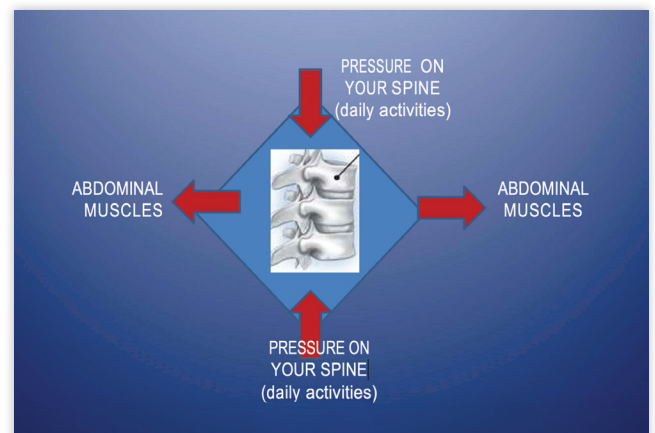 PRESSURE ON
YOUR SPINE
(daily activities)
ABDOMINAL
MUSCLES
ABDOMINAL
MUSCLES
PRESSURE ON
YOUR SPINE
(daily activities)